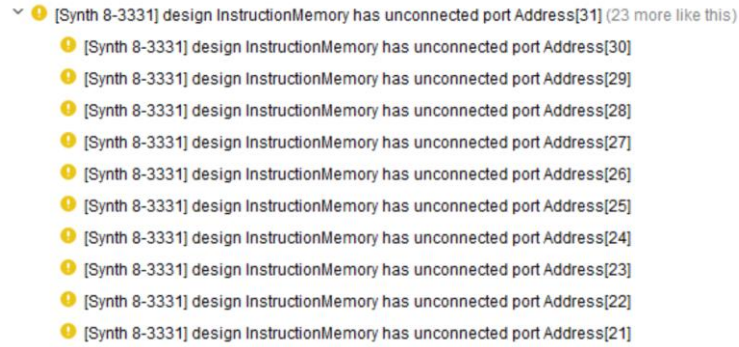 [Synth 8-3331] design InstructionMemory has unconnected port Address[31] (23 more like this)
[Synth 8-3331] design InstructionMemory has unconnected port Address[30]
[Synth 8-3331] design InstructionMemory has unconnected port Address[29]
[Synth 8-3331] design InstructionMemory has unconnected port Address[28]
[Synth 8-3331] design InstructionMemory has unconnected port Address[27]
[Synth 8-3331] design InstructionMemory has unconnected port Address[26]
[Synth 8-3331] design InstructionMemory has unconnected port Address[25]
[Synth 8-3331] design InstructionMemory has unconnected port Address[24]
[Synth 8-3331] design InstructionMemory has unconnected port Address[23]
[Synth 8-3331] design InstructionMemory has unconnected port Address[22]
[Synth 8-3331] design InstructionMemory has unconnected port Address[21]